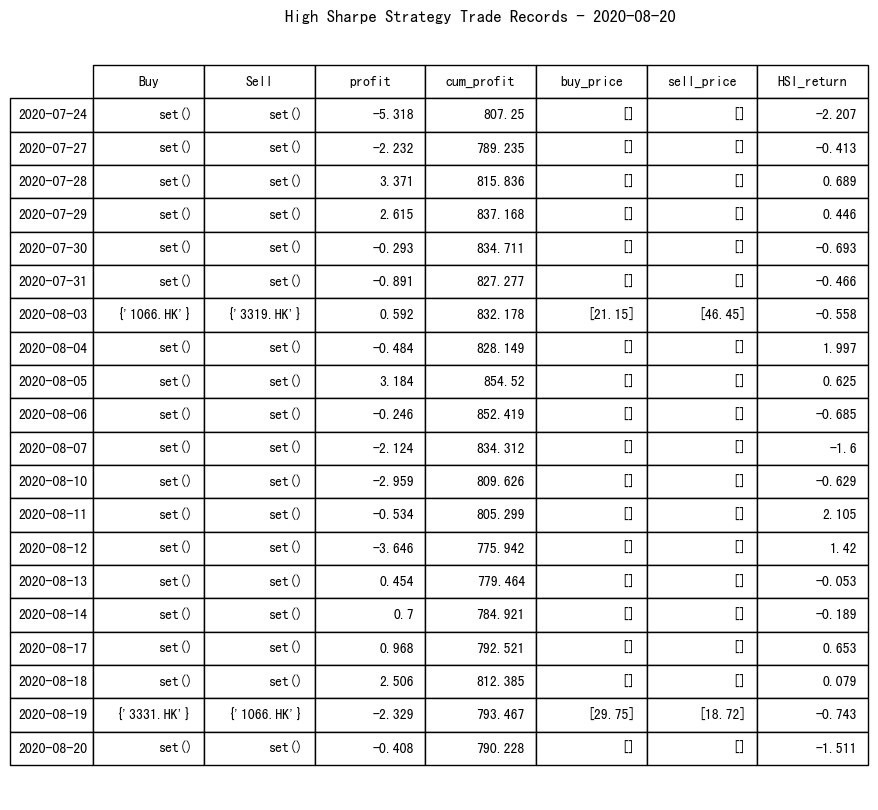 High Sharpe Strategy Trade Records - 2020-08-20
Buy Sell profit cum_profit buy_price sell_price HSI_return
2020-07-24 set() set() -5.318 807.25 [] [] -2.207
2020-07-27 set() set() -2.232 789.235 [] [] -0.413
2020-07-28 set() set() 3.371 815.836 [] [] 0.689
2020-07-29 set() set() 2.615 837.168 [] [] 0.446
2020-07-30 set() set() -0.293 834.711 [] [] -0.693
2020-07-31 set() set() -0.891 827.277 [] [] -0.466
2020-08-03 {'1066.HK'} {'3319.HK'} 0.592 832.178 [21.15] [46.45] -0.558
2020-08-04 set() set() -0.484 828.149 [] [] 1.997
2020-08-05 set() set() 3.184 854.52 [] [] 0.625
2020-08-06 set() set() -0.246 852.419 [] [] -0.685
2020-08-07 set() set() -2.124 834.312 [] [] -1.6
2020-08-10 set() set() -2.959 809.626 [] [] -0.629
2020-08-11 set() set() -0.534 805.299 [] [] 2.105
2020-08-12 set() set() -3.646 775.942 [] [] 1.42
2020-08-13 set() set() 0.454 779.464 [] [] -0.053
2020-08-14 set() set() 0.7 784.921 [] [] -0.189
2020-08-17 set() set() 0.968 792.521 [] [] 0.653
2020-08-18 set() set() 2.506 812.385 [] [] 0.079
2020-08-19 {'3331.HK'} {'1066.HK'} -2.329 793.467 [29.75] [18.72] -0.743
2020-08-20 set() set() -0.408 790.228 [] [] -1.511